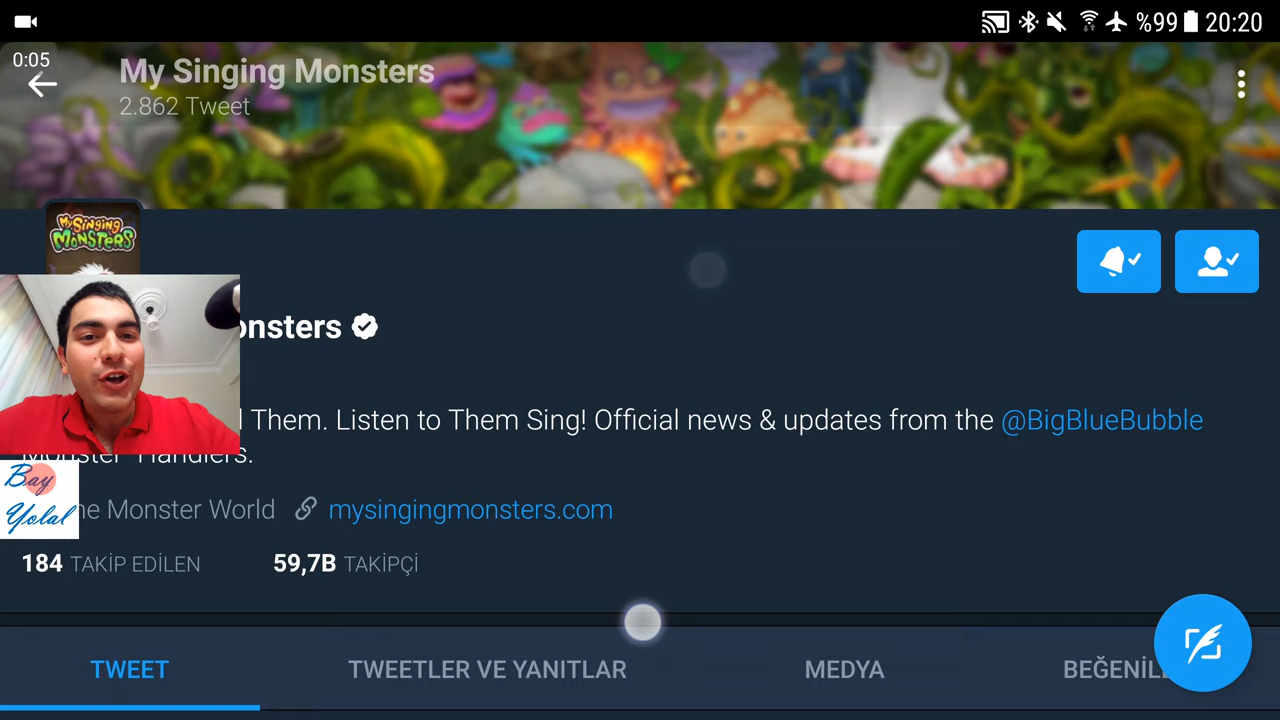 %99 20:20
0:05
My Singing Monsters
2.862 Tweet
My Singing
Monsters
onsters
Them. Listen to Them Sing! Official news & updates from the @BigBlueBubble
Monster "Handlers."
Bay
Yolal
he Monster World mysingingmonsters.com
184 TAKİP EDİLEN 59,7B TAKİPÇİ
TWEET TWEETLER VE YANITLAR MEDYA BEĞENİL